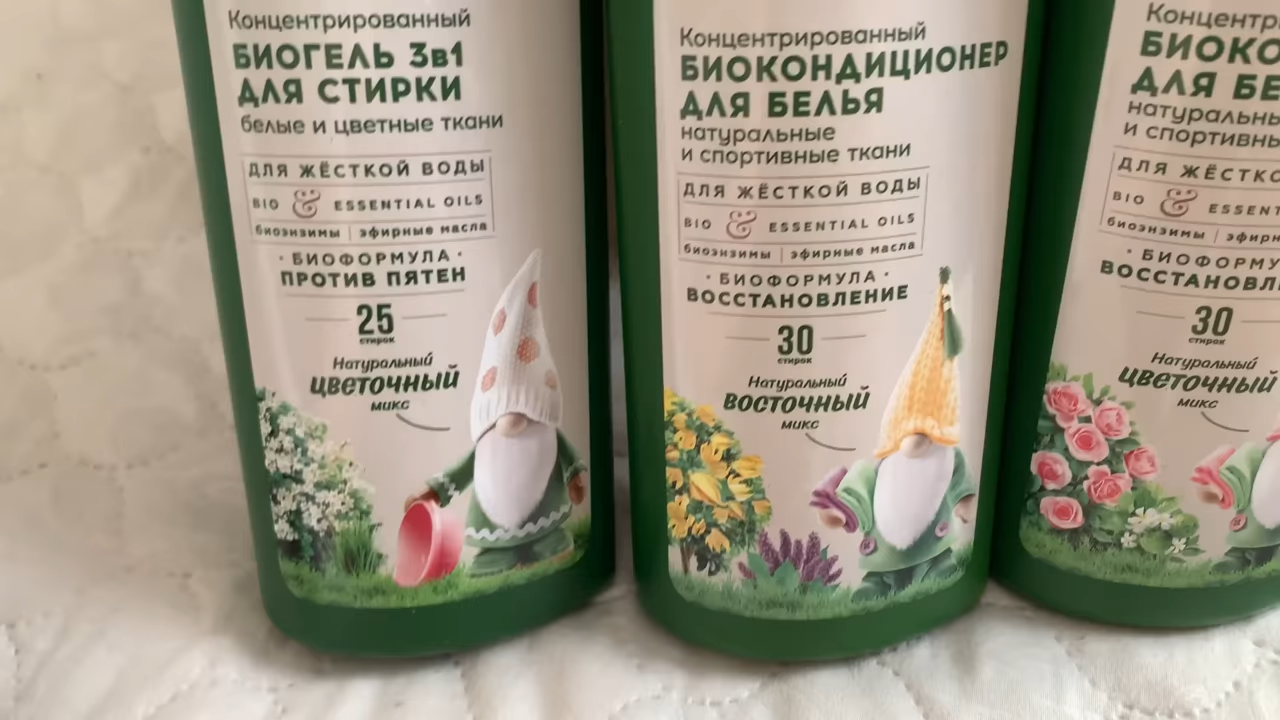 Концентрированный
БИОГЕЛЬ 3в1
ДЛЯ СТИРКИ
белые и цветные ткани
ДЛЯ ЖЁСТКОЙ ВОДЫ
BIO & ESSENTIAL OILS
биоэнзимы | эфирные масла
· БИОФОРМУЛА ·
ПРОТИВ ПЯТЕН
25
стирок
Натуральный
цветочный
микс
Концентрированный
БИОКОНДИЦИОНЕР
ДЛЯ БЕЛЬЯ
натуральные
и спортивные ткани
ДЛЯ ЖЁСТКОЙ ВОДЫ
BIO & ESSENTIAL OILS
биоэнзимы | эфирные масла
· БИОФОРМУЛА ·
ВОССТАНОВЛЕНИЕ
30
стирок
Натуральный
восточный
микс
Концентр
БИОКО
ДЛЯ БЕ
натуральны
и спортивны
ДЛЯ ЖЁСТКО
BIO & ESSEN
биоэнзимы | эфирн
· БИОФОРМУ
ВОССТАНОВЛ
30
стирок
Натуральный
цветочный
микс